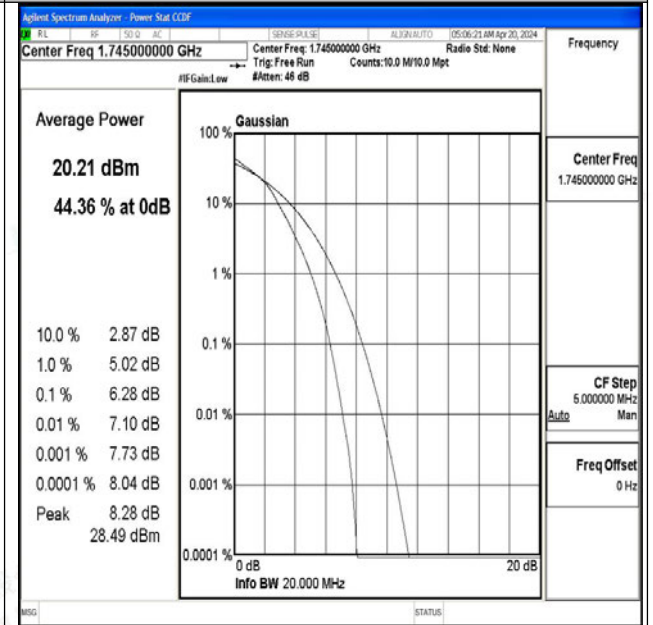 Agilent Spectrum Analyzer - Power Stat CCDF
RL RF 50 Ω AC SENSE:PULSE ALIGN AUTO 05:06:21 AM Apr 20, 2024
Center Freq 1.745000000 GHz
Center Freq: 1.745000000 GHz Radio Std: None
Trig: Free Run Counts:10.0 M/10.0 Mpt
#IFGain:Low #Atten: 46 dB
Frequency
Average Power
20.21 dBm
44.36 % at 0dB
10.0 % 2.87 dB
1.0 % 5.02 dB
0.1 % 6.28 dB
0.01 % 7.10 dB
0.001 % 7.73 dB
0.0001 % 8.04 dB
Peak 8.28 dB
28.49 dBm
Gaussian
100 %
10 %
1 %
0.1 %
0.01 %
0.001 %
0.0001 %
0 dB 20 dB
Info BW 20.000 MHz
Center Freq
1.745000000 GHz
CF Step
5.000000 MHz
Auto Man
Freq Offset
0 Hz
MSG STATUS